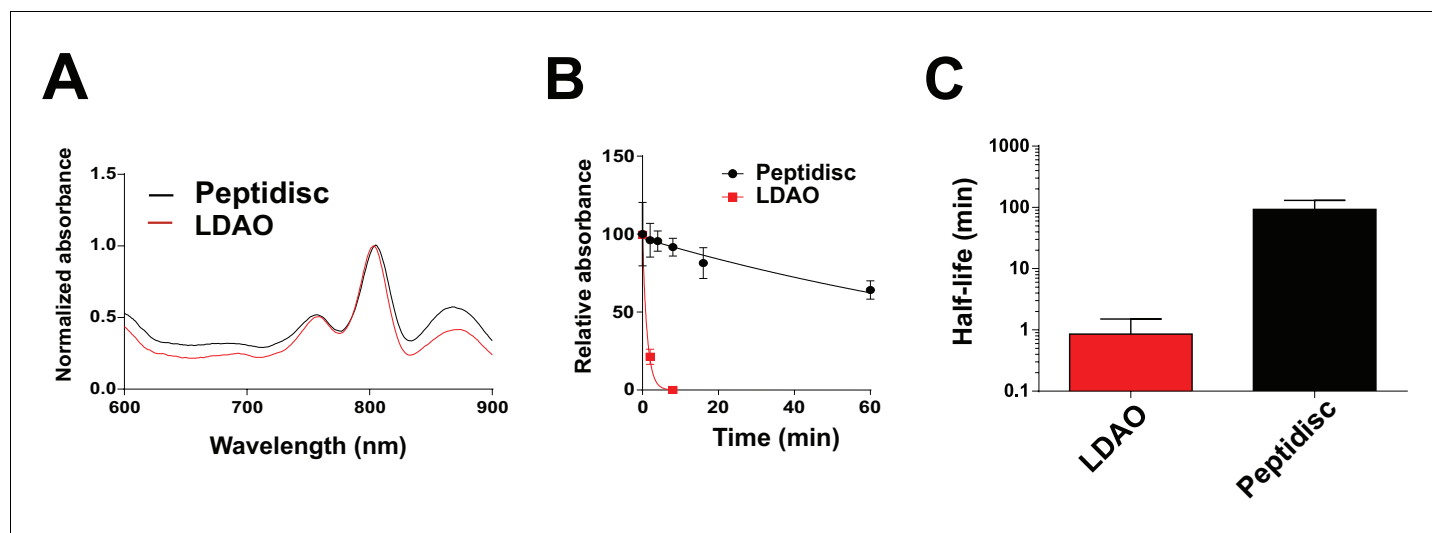 A
B
C
Normalized absorbance
1.5
1.0
0.5
0.0
600
700
800
900
Wavelength (nm)
Peptidisc
LDAO
Relative absorbance
150
100
50
0
0
20
40
60
Time (min)
Peptidisc
LDAO
Half-life (min)
1000
100
10
1
0.1
LDAO
Peptidisc